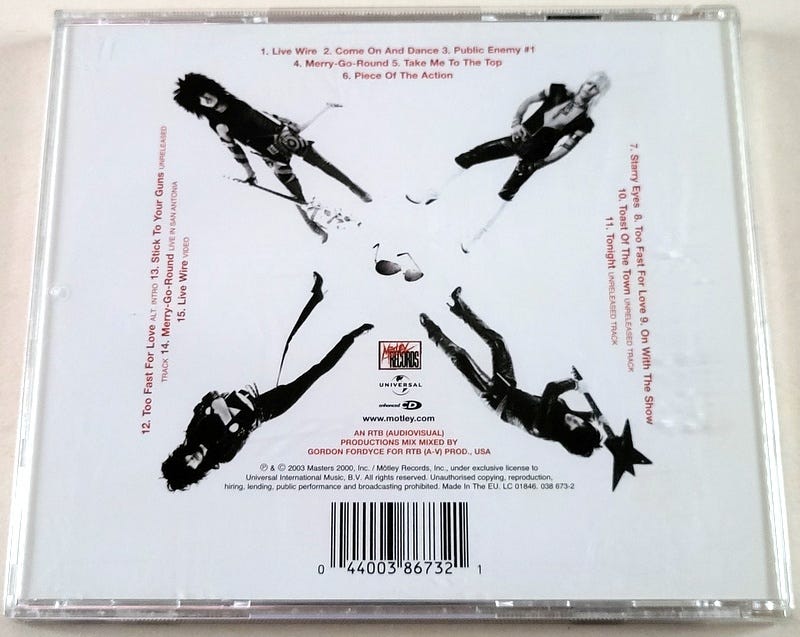 1. Live Wire 2. Come On And Dance 3. Public Enemy #1
4. Merry-Go-Round 5. Take Me To The Top
6. Piece Of The Action
7. Starry Eyes 8. Too Fast For Love 9. On With The Show
10. Toast Of The Town UNRELEASED TRACK
11. Tonight UNRELEASED TRACK
12. Too Fast For Love ALT. INTRO 13. Stick To Your Guns UNRELEASED
TRACK 14. Merry-Go-Round LIVE IN SAN ANTONIA
15. Live Wire VIDEO
Mötley
RECORDS
UNIVERSAL
enhanced CD
www.motley.com
AN RTB (AUDIOVISUAL)
PRODUCTIONS MIX MIXED BY
GORDON FORDYCE FOR RTB (A-V) PROD., USA
℗ & © 2003 Masters 2000, Inc. / Mötley Records, Inc., under exclusive license to
Universal International Music, B.V. All rights reserved. Unauthorised copying, reproduction,
hiring, lending, public performance and broadcasting prohibited. Made In The EU. LC 01846. 038 673-2
0 44003 86732 1